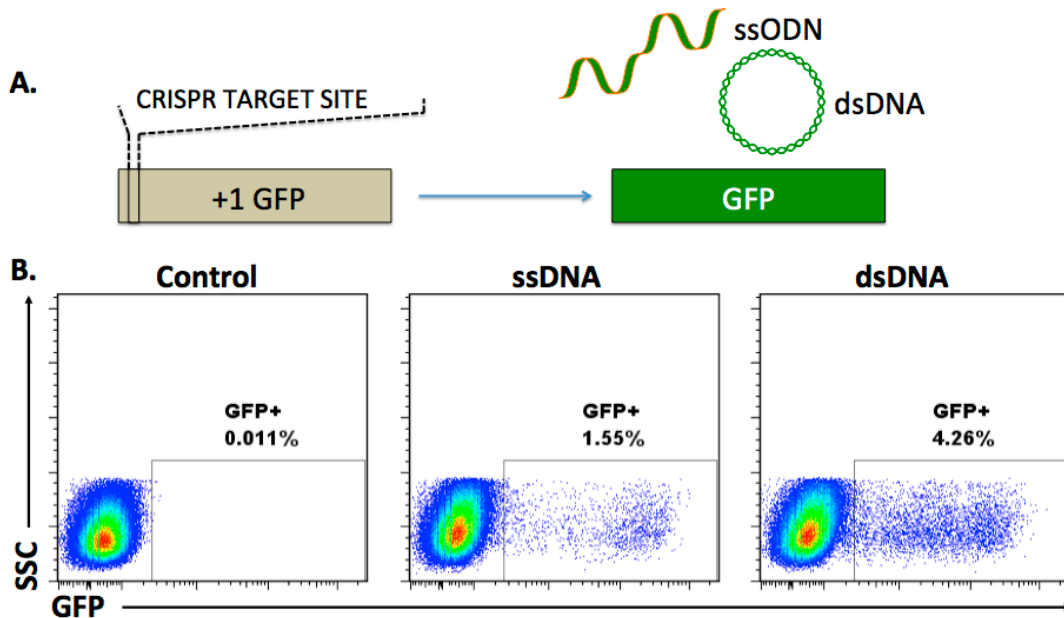 A.
CRISPR TARGET SITE
+1 GFP
ssODN
dsDNA
GFP
B.
Control
ssDNA
dsDNA
GFP+
0.011%
GFP+
1.55%
GFP+
4.26%
SSC
GFP